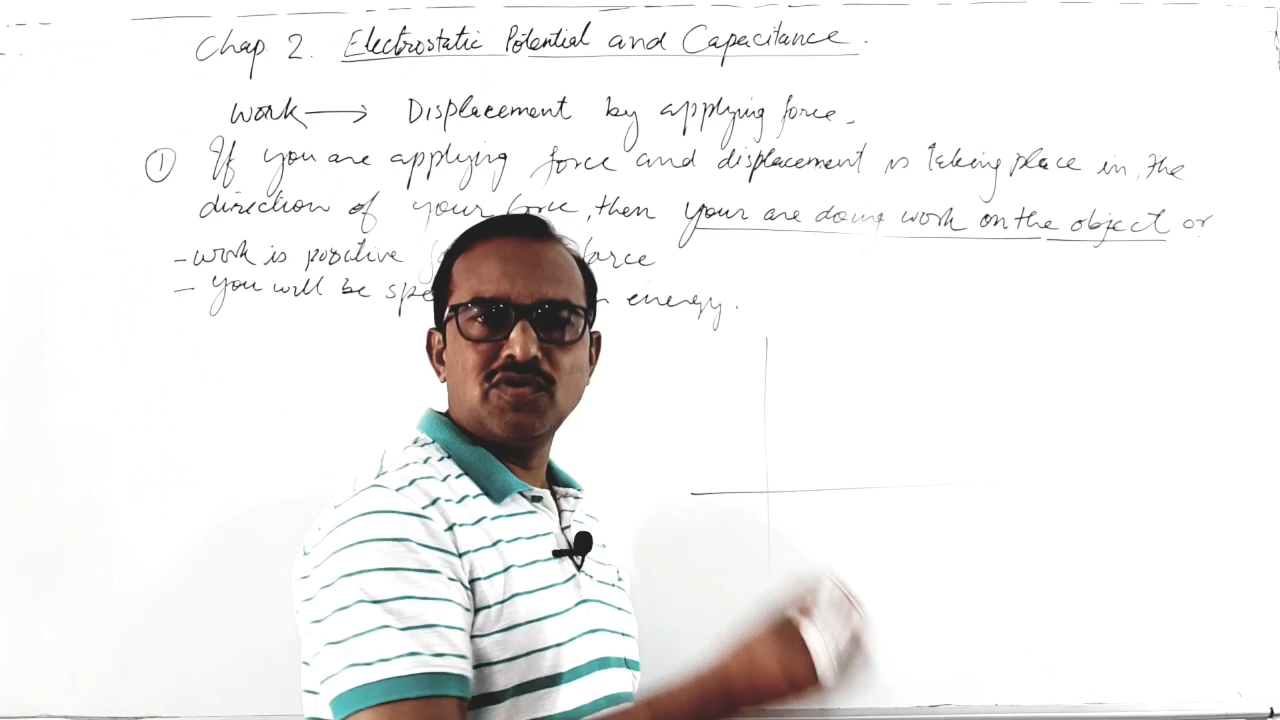 Chap 2. Electrostatic Potential and Capacitance.
work → Displacement by applying force.
① If you are applying force and displacement is taking place in the
direction of your force, then your are doing work on the object or
- work is positive force
- you will be energy.